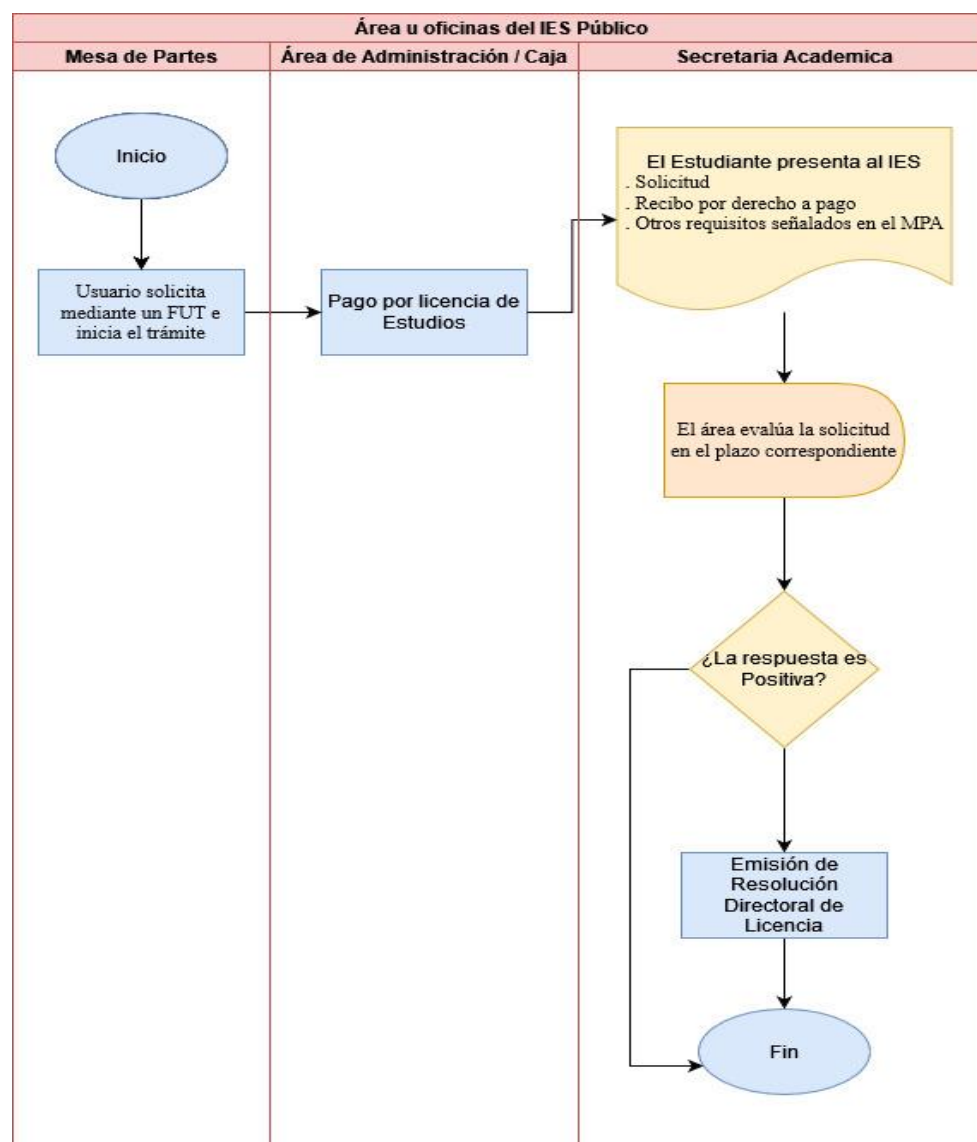 Área u oficinas del IES Público
Mesa de Partes
Área de Administración / Caja
Secretaria Academica
Inicio
Usuario solicita
mediante un FUT e
inicia el trámite
Pago por licencia de
Estudios
El Estudiante presenta al IES
. Solicitud
. Recibo por derecho a pago
. Otros requisitos señalados en el MPA
El área evalúa la solicitud
en el plazo correspondiente
¿La respuesta es
Positiva?
Emisión de
Resolución
Directoral de
Licencia
Fin